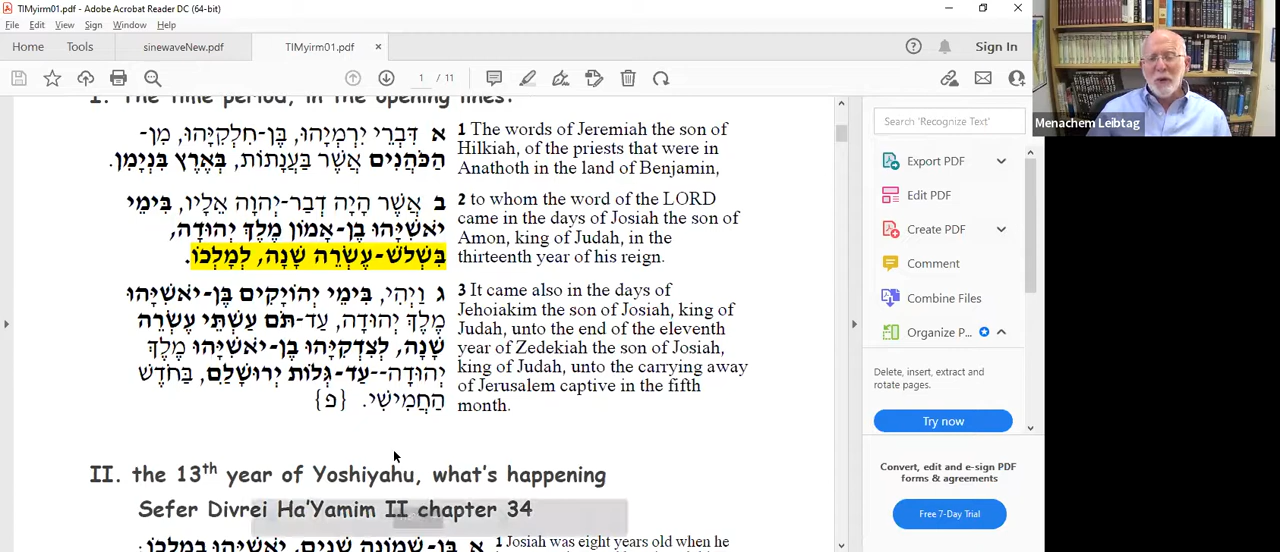 TIMyirm01.pdf - Adobe Acrobat Reader DC (64-bit)
File Edit View Sign Window Help
Home Tools sinewaveNew.pdf TIMyirm01.pdf × Sign In
1 / 11
I. The time period, in the opening lines:
א דִּבְרֵי יִרְמְיָהוּ, בֶּן-חִלְקִיָּהוּ, מִן-
הַכֹּהֲנִים אֲשֶׁר בַּעֲנָתוֹת, בְּאֶרֶץ בִּנְיָמִן.
1 The words of Jeremiah the son of
Hilkiah, of the priests that were in
Anathoth in the land of Benjamin,
ב אֲשֶׁר הָיָה דְבַר-יְהוָה אֵלָיו, בִּימֵי
יֹאשִׁיָּהוּ בֶן-אָמוֹן מֶלֶךְ יְהוּדָה,
בִּשְׁלֹשׁ-עֶשְׂרֵה שָׁנָה, לְמָלְכוֹ.
2 to whom the word of the LORD
came in the days of Josiah the son of
Amon, king of Judah, in the
thirteenth year of his reign.
ג וַיְהִי, בִּימֵי יְהוֹיָקִים בֶּן-יֹאשִׁיָּהוּ
מֶלֶךְ יְהוּדָה, עַד-תֹּם עַשְׁתֵּי עֶשְׂרֵה
שָׁנָה, לְצִדְקִיָּהוּ בֶן-יֹאשִׁיָּהוּ מֶלֶךְ
יְהוּדָה--עַד-גְּלוֹת יְרוּשָׁלִַם, בַּחֹדֶשׁ
הַחֲמִישִׁי. {פ}
3 It came also in the days of
Jehoiakim the son of Josiah, king of
Judah, unto the end of the eleventh
year of Zedekiah the son of Josiah,
king of Judah, unto the carrying away
of Jerusalem captive in the fifth
month.
II. the 13th year of Yoshiyahu, what's happening
Sefer Divrei Ha'Yamim II chapter 34
א בֶּן-שְׁמוֹנֶה שָׁנִים, יֹאשִׁיָּהוּ בְמָלְכוֹ;
1 Josiah was eight years old when he
Search 'Recognize Text'
Export PDF
Edit PDF
Create PDF
Comment
Combine Files
Organize P...
Delete, insert, extract and
rotate pages.
Try now
Convert, edit and e-sign PDF
forms & agreements
Free 7-Day Trial
Menachem Leibtag